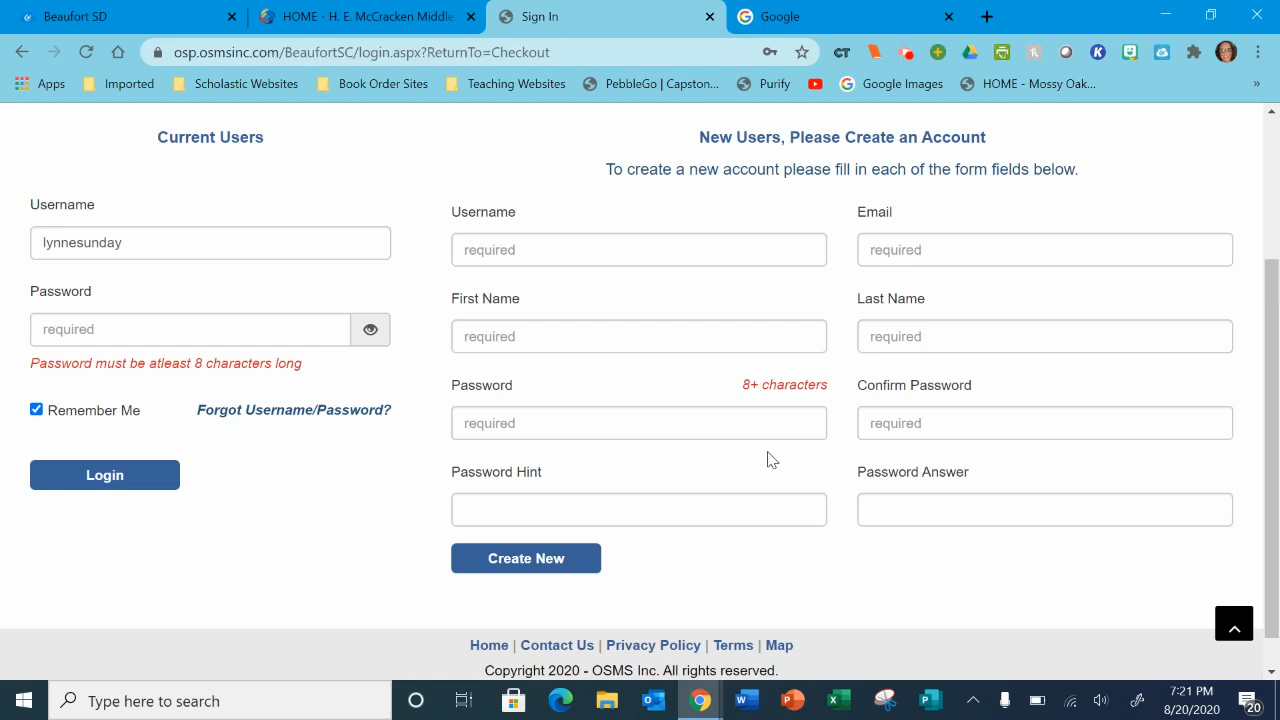 Beaufort SD
HOME - H. E. McCracken Middle
Sign In
Google
osp.osmsinc.com/BeaufortSC/login.aspx?ReturnTo=Checkout
CT
K
Apps
Imported
Scholastic Websites
Book Order Sites
Teaching Websites
PebbleGo | Capston...
Purify
Google Images
HOME - Mossy Oak...
»
Current Users
New Users, Please Create an Account
To create a new account please fill in each of the form fields below.
Username
lynnesunday
Password
required
Password must be atleast 8 characters long
Remember Me
Forgot Username/Password?
Login
Username
Email
required
required
First Name
Last Name
required
required
Password
8+ characters
Confirm Password
required
required
Password Hint
Password Answer
Create New
Home | Contact Us | Privacy Policy | Terms | Map
Copyright 2020 - OSMS Inc. All rights reserved.
Type here to search
7:21 PM
8/20/2020
20